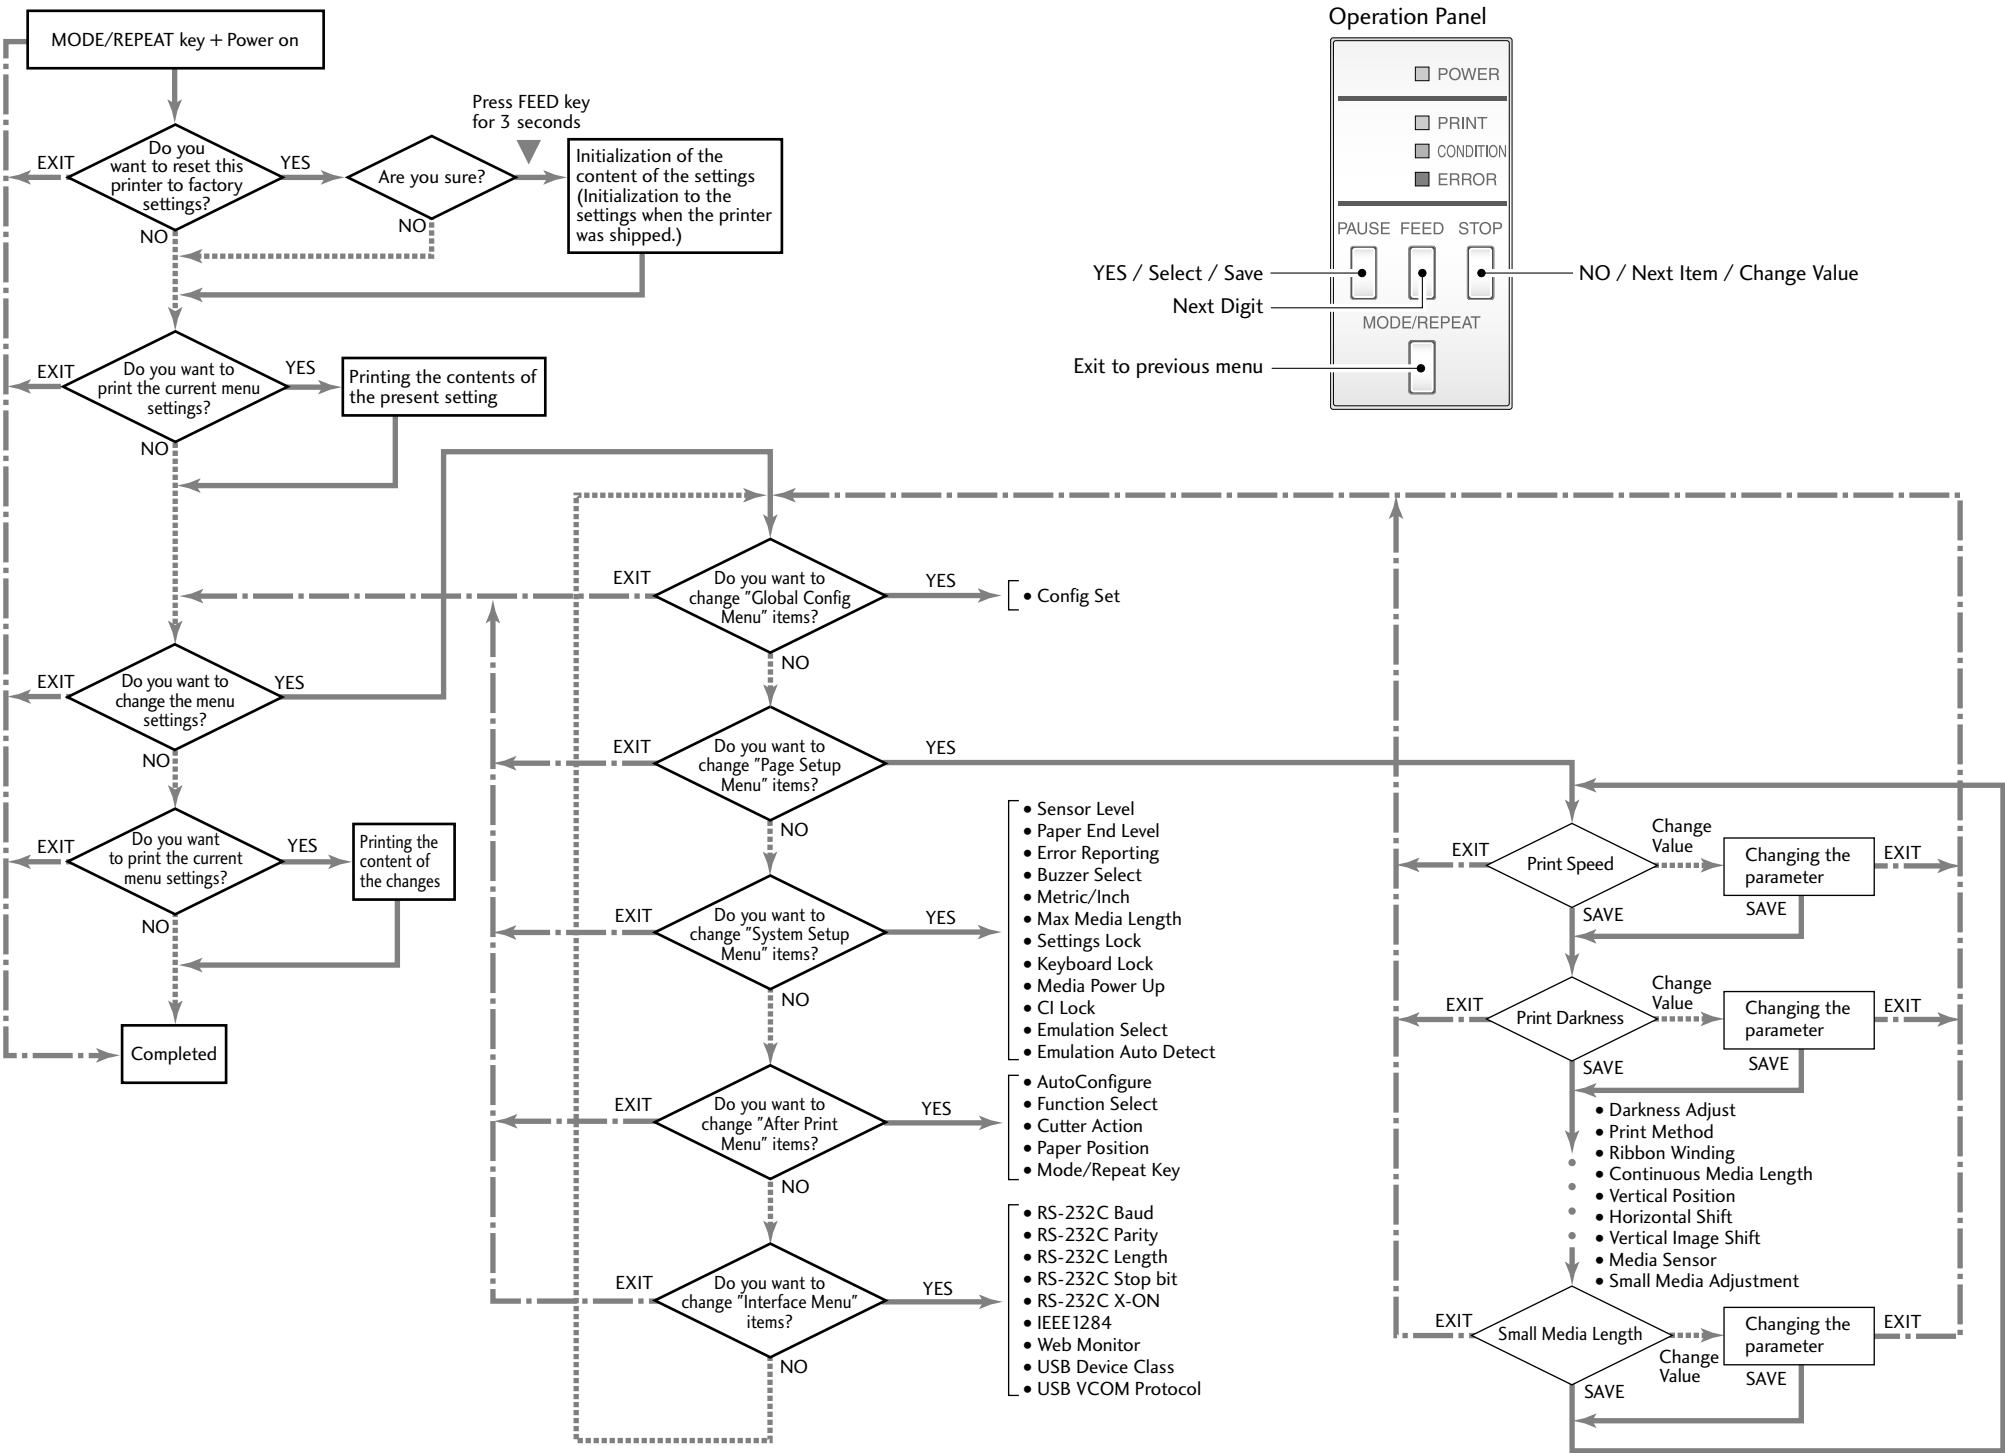 Operation Panel
POWER
PRINT
CONDITION
ERROR
PAUSE FEED STOP
YES / Select / Save
NO / Next Item / Change Value
Next Digit
MODE/REPEAT
Exit to previous menu
MODE/REPEAT key + Power on
Press FEED key
for 3 seconds
EXIT
Do you
want to reset this
printer to factory
settings?
YES
NO
Are you sure?
NO
Initialization of the
content of the settings
(Initialization to the
settings when the printer
was shipped.)
EXIT
Do you want to
print the current menu
settings?
YES
NO
Printing the contents of
the present setting
EXIT
Do you want to
change the menu
settings?
YES
NO
EXIT
Do you want
to print the current
menu settings?
YES
NO
Printing the
content of
the changes
Completed
EXIT
Do you want to
change "Global Config
Menu" items?
YES
NO
• Config Set
EXIT
Do you want to
change "Page Setup
Menu" items?
YES
NO
EXIT
Do you want to
change "System Setup
Menu" items?
YES
NO
• Sensor Level
• Paper End Level
• Error Reporting
• Buzzer Select
• Metric/Inch
• Max Media Length
• Settings Lock
• Keyboard Lock
• Media Power Up
• CI Lock
• Emulation Select
• Emulation Auto Detect
EXIT
Do you want to
change "After Print
Menu" items?
YES
NO
• AutoConfigure
• Function Select
• Cutter Action
• Paper Position
• Mode/Repeat Key
EXIT
Do you want to
change "Interface Menu"
items?
YES
NO
• RS-232C Baud
• RS-232C Parity
• RS-232C Length
• RS-232C Stop bit
• RS-232C X-ON
• IEEE1284
• Web Monitor
• USB Device Class
• USB VCOM Protocol
EXIT
Print Speed
Change
Value
Changing the
parameter
EXIT
SAVE
SAVE
EXIT
Print Darkness
Change
Value
Changing the
parameter
EXIT
SAVE
SAVE
• Darkness Adjust
• Print Method
• Ribbon Winding
• Continuous Media Length
• Vertical Position
• Horizontal Shift
• Vertical Image Shift
• Media Sensor
• Small Media Adjustment
EXIT
Small Media Length
Change
Value
Changing the
parameter
EXIT
SAVE
SAVE